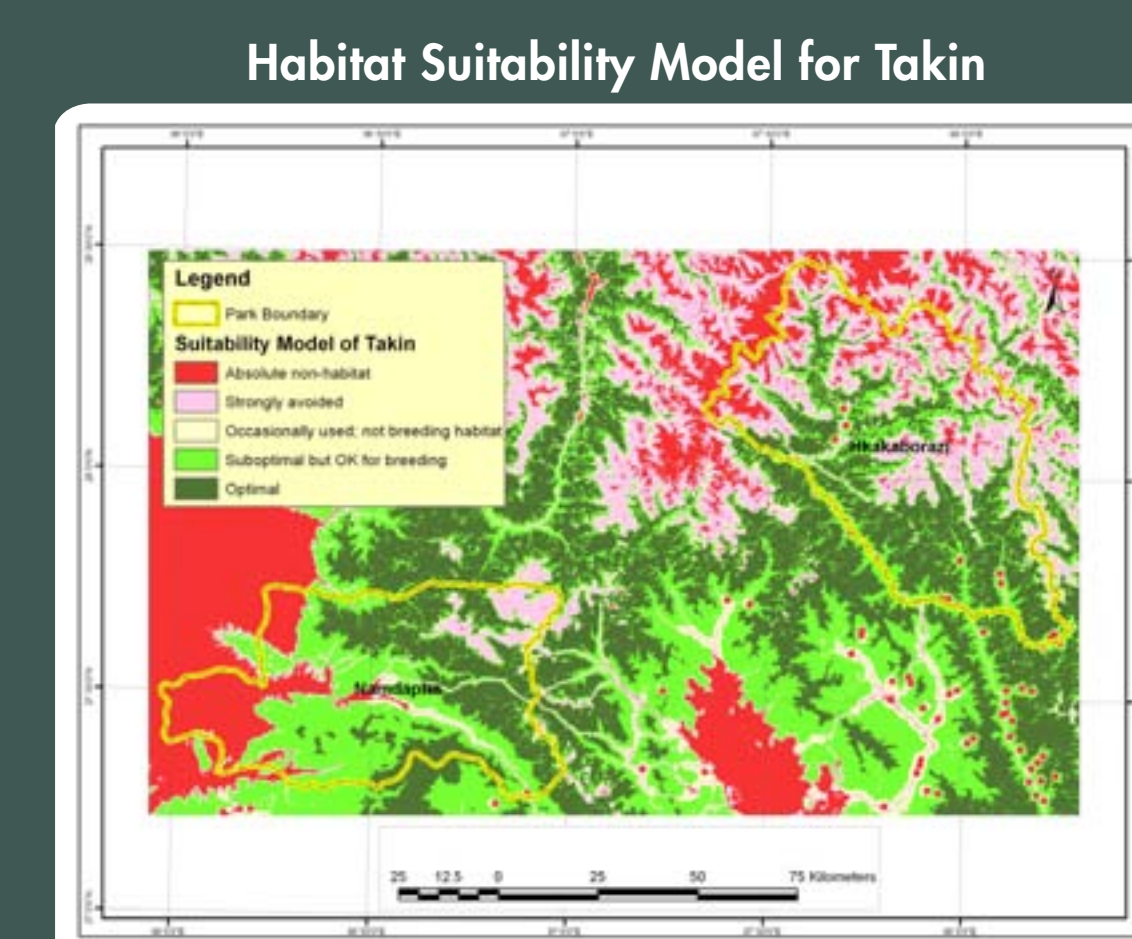 Habitat Suitability Model for Takin
Legend
Park Boundary
Suitability Model of Takin
Absolute non-habitat
Strongly avoided
Occasionally used; not breeding habitat
Suboptimal but OK for breeding
Optimal
Hkakaborazi
Namdapha
25 12.5 0 25 50 75 Kilometers